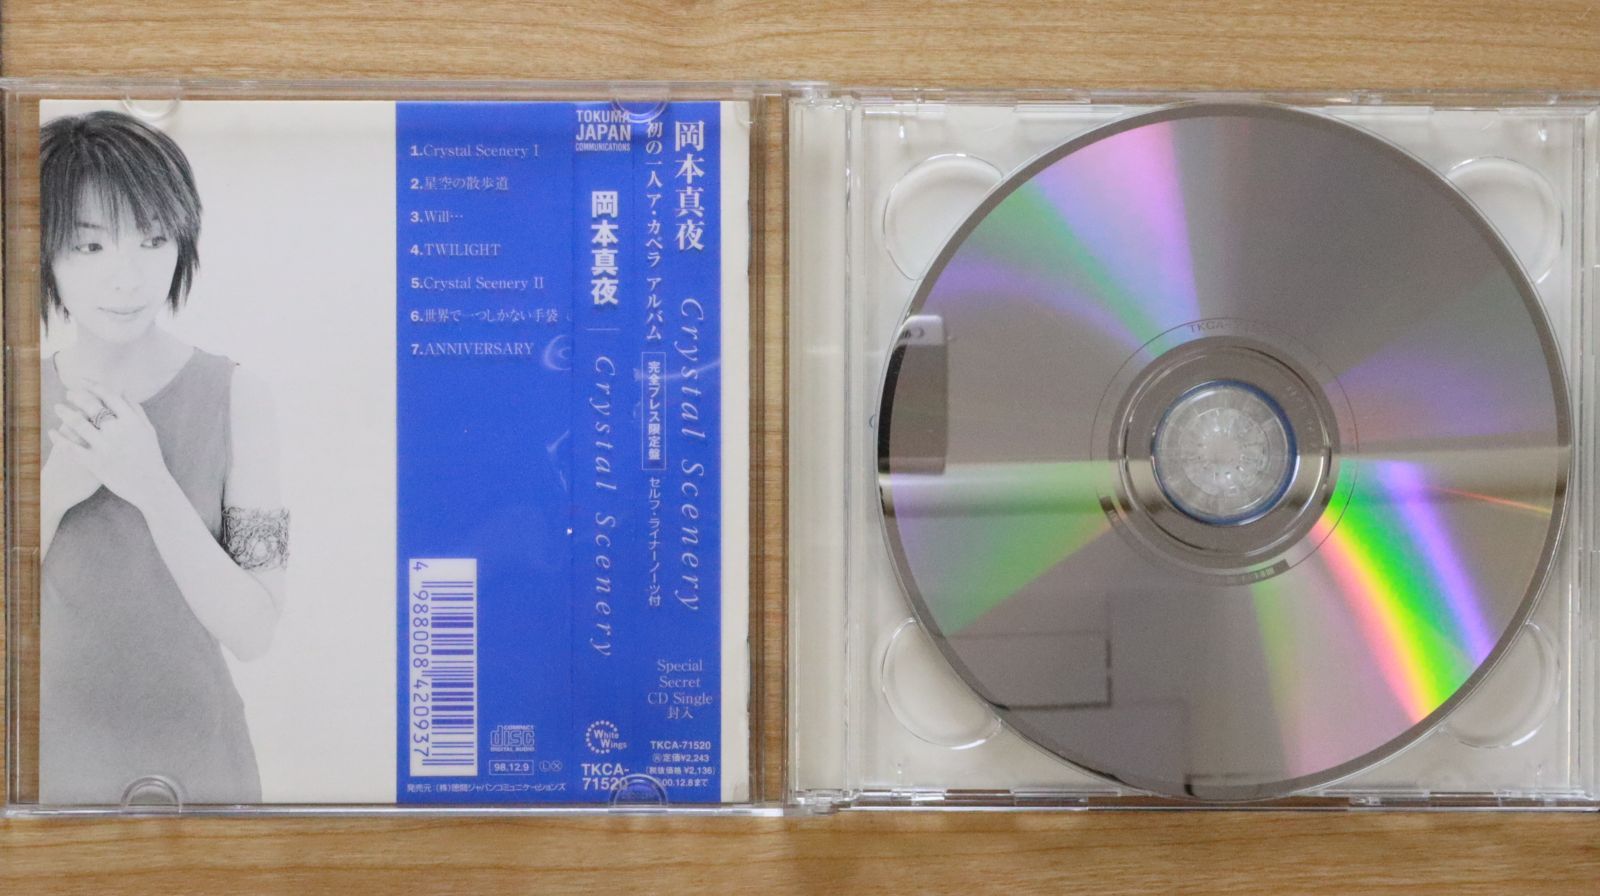 1.Crystal Scenery I
2.星空の散歩道
3.Will…
4.TWILIGHT
5.Crystal Scenery II
6.世界で一つしかない手袋
7.ANNIVERSARY
4 988008 420937
COMPACT
disc
DIGITAL AUDIO
98.12.9 Ⓛ Ⓧ
発売元 (株)徳間ジャパンコミュニケーションズ
TOKUMA
JAPAN
COMMUNICATIONS
岡本真夜
Crystal Scenery
White
Wings
TKCA-
71520
岡本真夜 Crystal Scenery
初の一人ア・カペラ アルバム
完全プレス限定盤
セルフ・ライナーノーツ付
Special
Secret
CD Single
封入
TKCA-71520
定価¥2,243
(税抜価格 ¥2,136)
00.12.8まで